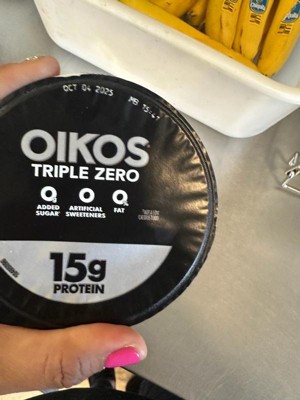 OCT 04 2025
OIKOS
TRIPLE ZERO
0 0 0
ADDED ARTIFICIAL FAT
SUGAR* SWEETENERS
15g
PROTEIN